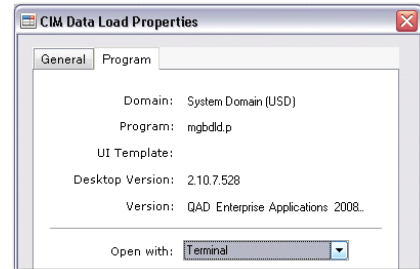 CIM Data Load Properties
General Program
Domain: System Domain (USD)
Program: mgbdld.p
UI Template:
Desktop Version: 2.10.7.528
Version: QAD Enterprise Applications 2008...
Open with: Terminal